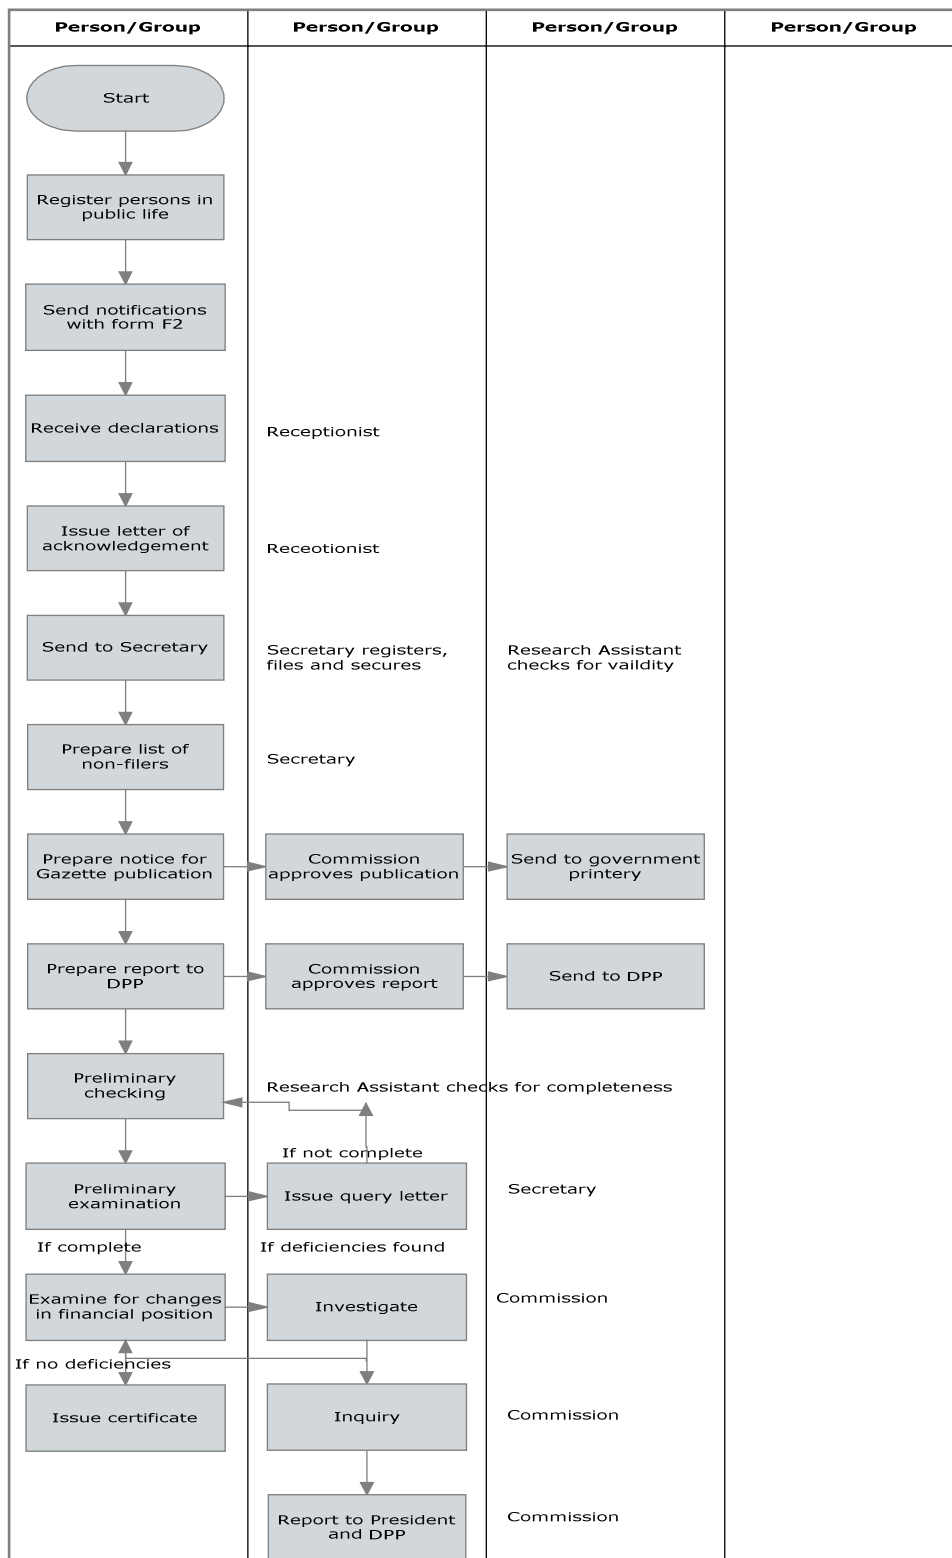 Person/Group
Person/Group
Person/Group
Person/Group
Start
Register persons in
public life
Send notifications
with form F2
Receive declarations
Receptionist
Issue letter of
acknowledgement
Receotionist
Send to Secretary
Secretary registers,
files and secures
Research Assistant
checks for vaildity
Prepare list of
non-filers
Secretary
Prepare notice for
Gazette publication
Commission
approves publication
Send to government
printery
Prepare report to
DPP
Commission
approves report
Send to DPP
Preliminary
checking
Research Assistant checks for completeness
If not complete
Preliminary
examination
Issue query letter
Secretary
If complete
If deficiencies found
Examine for changes
in financial position
Investigate
Commission
If no deficiencies
Issue certificate
Inquiry
Commission
Report to President
and DPP
Commission